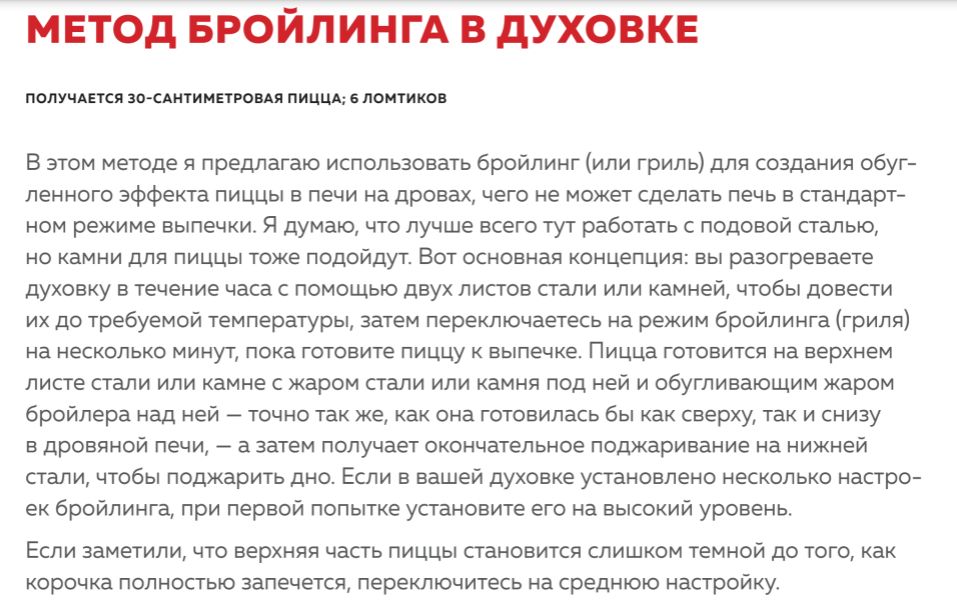 МЕТОД БРОЙЛИНГА В ДУХОВКЕ
ПОЛУЧАЕТСЯ 30-САНТИМЕТРОВАЯ ПИЦЦА; 6 ЛОМТИКОВ
В этом методе я предлагаю использовать бройлинг (или гриль) для создания обуг-
ленного эффекта пиццы в печи на дровах, чего не может сделать печь в стандарт-
ном режиме выпечки. Я думаю, что лучше всего тут работать с подовой сталью,
но камни для пиццы тоже подойдут. Вот основная концепция: вы разогреваете
духовку в течение часа с помощью двух листов стали или камней, чтобы довести
их до требуемой температуры, затем переключаетесь на режим бройлинга (гриля)
на несколько минут, пока готовите пиццу к выпечке. Пицца готовится на верхнем
листе стали или камне с жаром стали или камня под ней и обугливающим жаром
бройлера над ней — точно так же, как она готовилась бы как сверху, так и снизу
в дровяной печи, — а затем получает окончательное поджаривание на нижней
стали, чтобы поджарить дно. Если в вашей духовке установлено несколько настро-
ек бройлинга, при первой попытке установите его на высокий уровень.
Если заметили, что верхняя часть пиццы становится слишком темной до того, как
корочка полностью запечется, переключитесь на среднюю настройку.